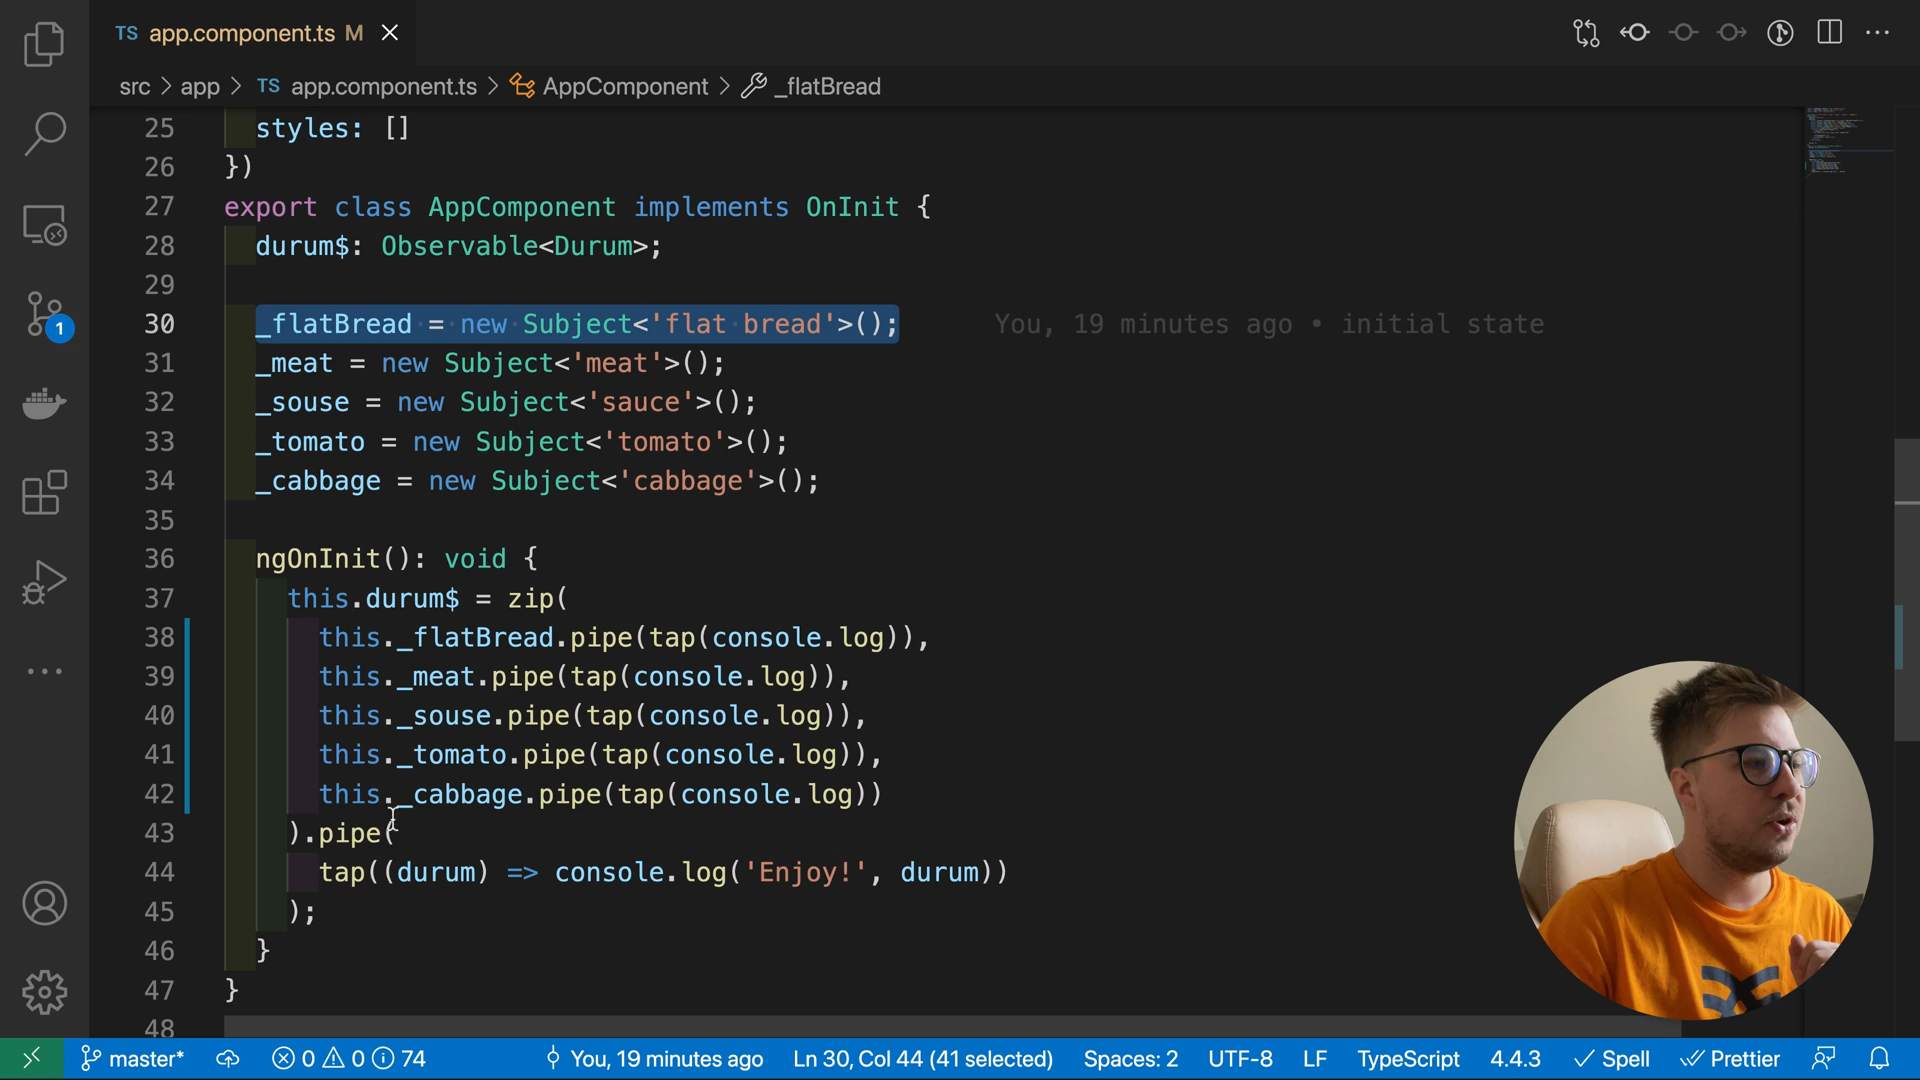 TS app.component.ts M
src > app > TS app.component.ts > AppComponent > _flatBread
25 styles: []
26 })
27 export class AppComponent implements OnInit {
28 durum$: Observable<Durum>;
29
30 _flatBread = new Subject<'flat bread'>(); You, 19 minutes ago • initial state
31 _meat = new Subject<'meat'>();
32 _souse = new Subject<'sauce'>();
33 _tomato = new Subject<'tomato'>();
34 _cabbage = new Subject<'cabbage'>();
35
36 ngOnInit(): void {
37 this.durum$ = zip(
38 this._flatBread.pipe(tap(console.log)),
39 this._meat.pipe(tap(console.log)),
40 this._souse.pipe(tap(console.log)),
41 this._tomato.pipe(tap(console.log)),
42 this._cabbage.pipe(tap(console.log))
43 ).pipe(
44 tap((durum) => console.log('Enjoy!', durum))
45 );
46 }
47 }
48
1
master* 0 0 74 You, 19 minutes ago Ln 30, Col 44 (41 selected) Spaces: 2 UTF-8 LF TypeScript 4.4.3 Spell Prettier